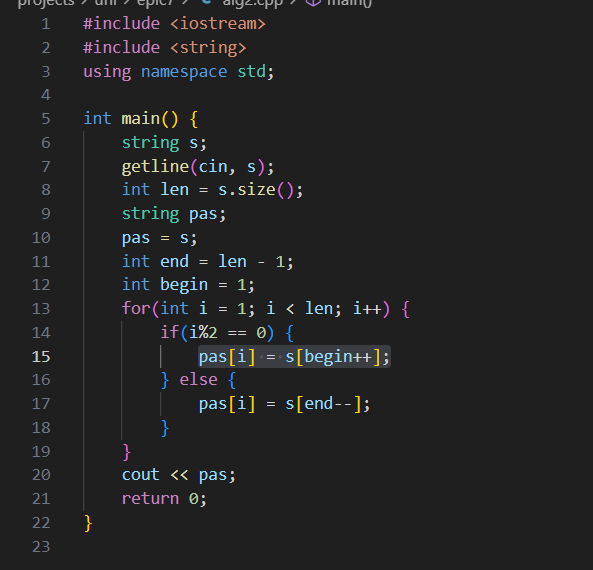 projects > uni > epic7 > alg2.cpp > main()
1 #include <iostream>
2 #include <string>
3 using namespace std;
4
5 int main() {
6 string s;
7 getline(cin, s);
8 int len = s.size();
9 string pas;
10 pas = s;
11 int end = len - 1;
12 int begin = 1;
13 for(int i = 1; i < len; i++) {
14 if(i%2 == 0) {
15 pas[i] = s[begin++];
16 } else {
17 pas[i] = s[end--];
18 }
19 }
20 cout << pas;
21 return 0;
22 }
23